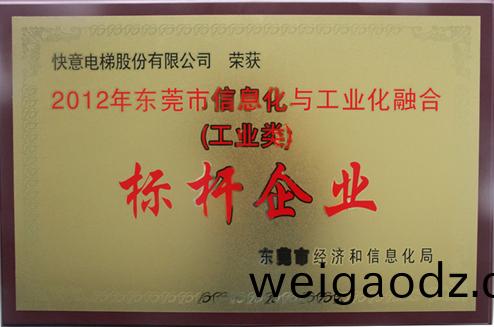 快意电梯股份有限公司 荣获
2012年东莞市信息化与工业化融合
(工业类)
标杆企业
东莞市经济和信息化局
weigaodz.co